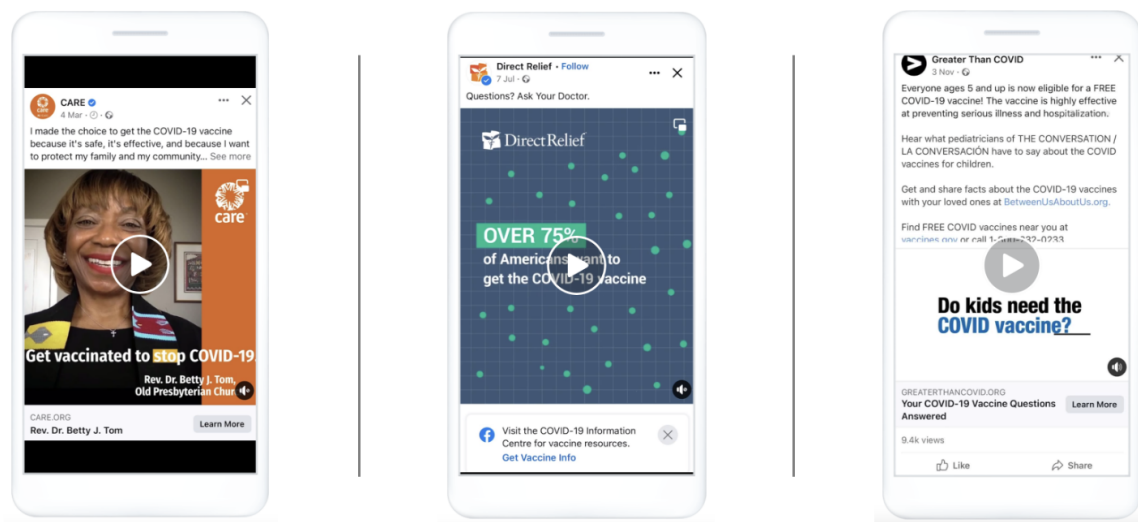 CARE
4 Mar
I made the choice to get the COVID-19 vaccine
because it's safe, it's effective, and because I want
to protect my family and my community... See more
care
Get vaccinated to stop COVID-19
Rev. Dr. Betty J. Tom,
Old Presbyterian Chur
CARE.ORG
Rev. Dr. Betty J. Tom
Learn More
Direct Relief • Follow
7 Jul
Questions? Ask Your Doctor.
DirectRelief
OVER 75%
of Americans want to
get the COVID-19 vaccine
Visit the COVID-19 Information
Centre for vaccine resources.
Get Vaccine Info
Greater Than COVID
3 Nov
Everyone ages 5 and up is now eligible for a FREE
COVID-19 vaccine! The vaccine is highly effective
at preventing serious illness and hospitalization.
Hear what pediatricians of THE CONVERSATION /
LA CONVERSACIÓN have to say about the COVID
vaccines for children.
Get and share facts about the COVID-19 vaccines
with your loved ones at BetweenUsAboutUs.org.
Find FREE COVID vaccines near you at
vaccines.gov or call 1-800-232-0233
Do kids need the
COVID vaccine?
GREATERTHANCOVID.ORG
Your COVID-19 Vaccine Questions
Answered
Learn More
9.4k views
Like
Share